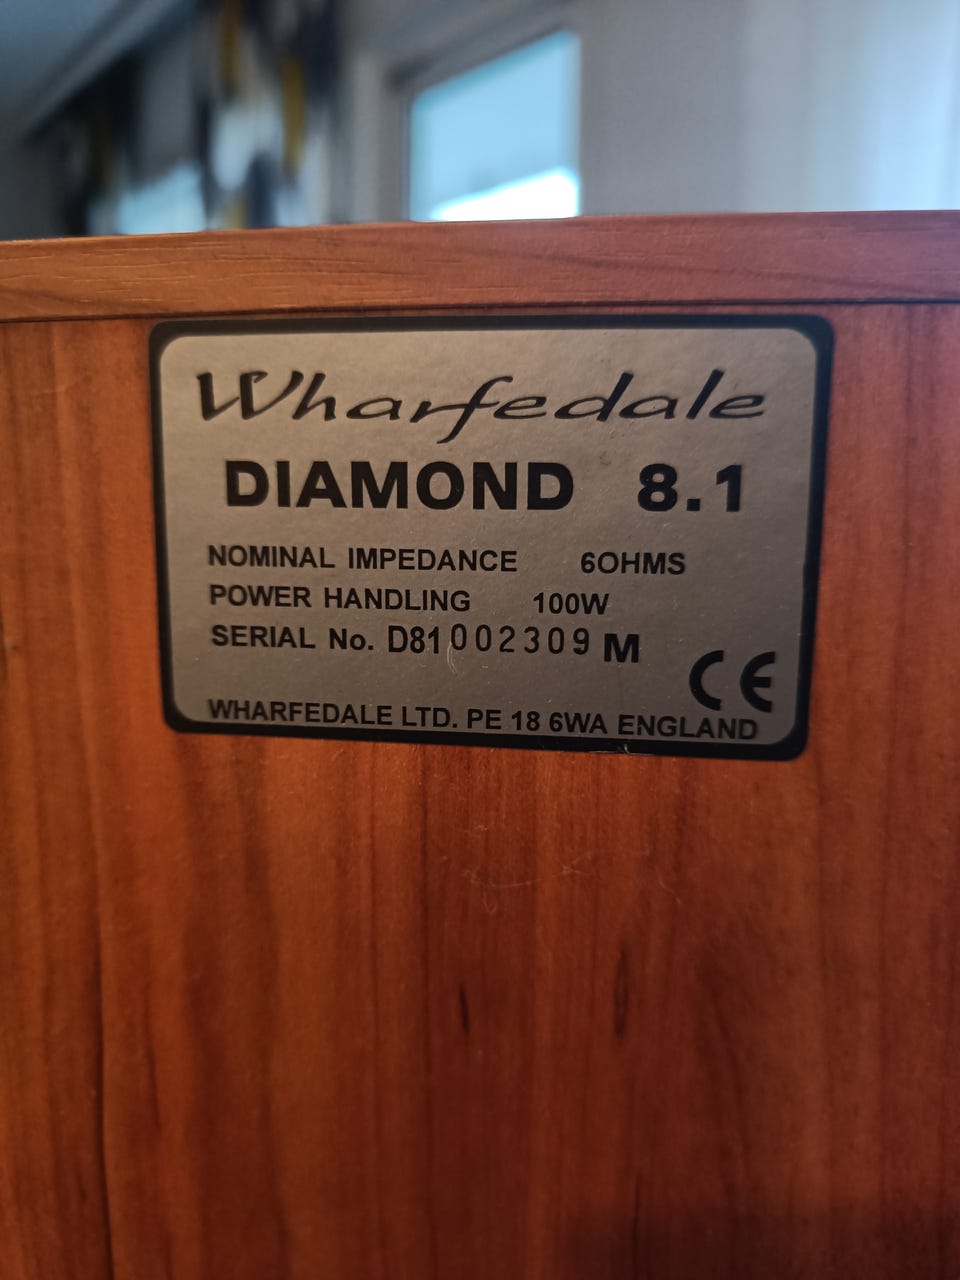 Wharfedale
DIAMOND 8.1
NOMINAL IMPEDANCE 6OHMS
POWER HANDLING 100W
SERIAL No. D81002309 M
CE
WHARFEDALE LTD. PE 18 6WA ENGLAND